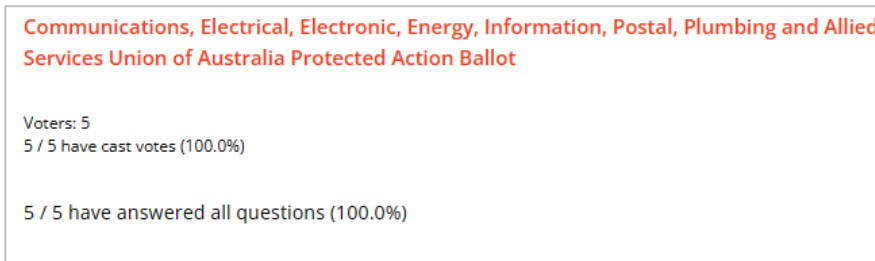 Communications, Electrical, Electronic, Energy, Information, Postal, Plumbing and Allied
Services Union of Australia Protected Action Ballot
Voters: 5
5 / 5 have cast votes (100.0%)
5 / 5 have answered all questions (100.0%)